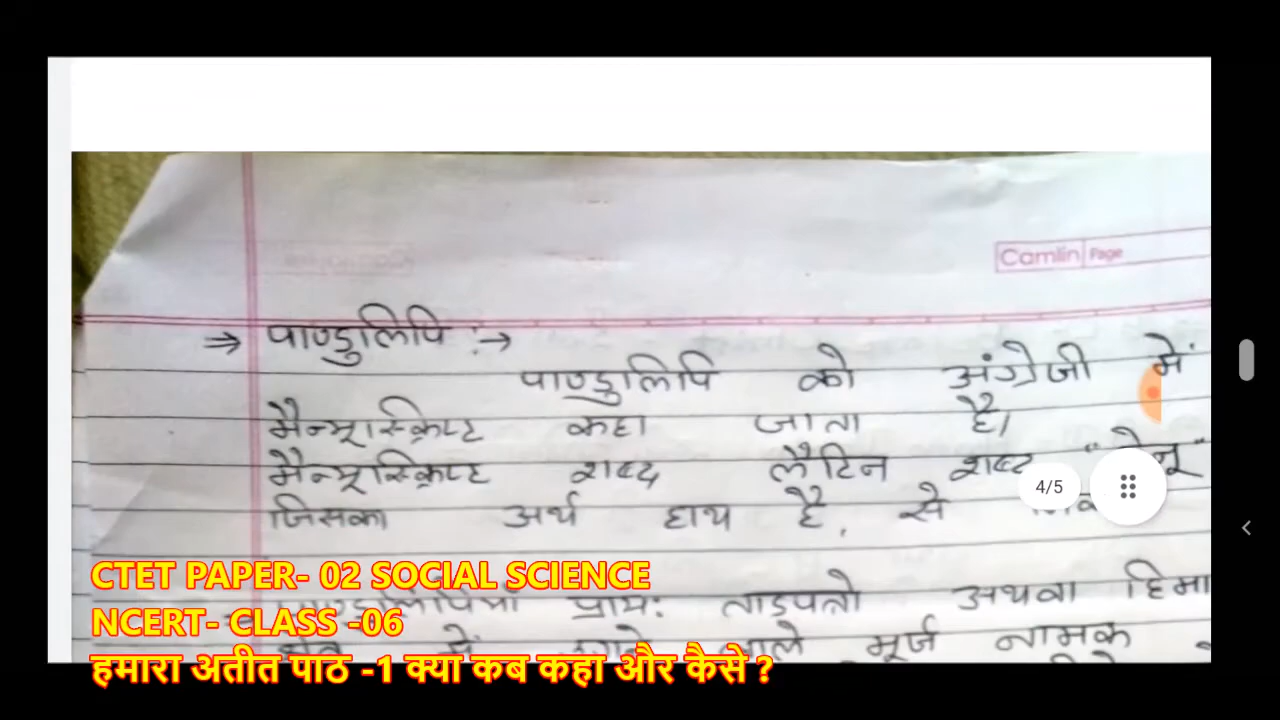 Camlin Page
⇒ पाण्डुलिपि :→
पाण्डुलिपि को अंग्रेजी में
मैन्यूस्क्रिप्ट कहा जाता है।
मैन्यूस्क्रिप्ट शब्द लैटिन शब्द
जिसका अर्थ हाथ है, से
4/5
CTET PAPER- 02 SOCIAL SCIENCE
प्रायः ताड़पत्रो अथवा हिमा
NCERT- CLASS -06
वाले भूर्ज नामक
हमारा अतीत पाठ -1 क्या कब कहा और कैसे ?